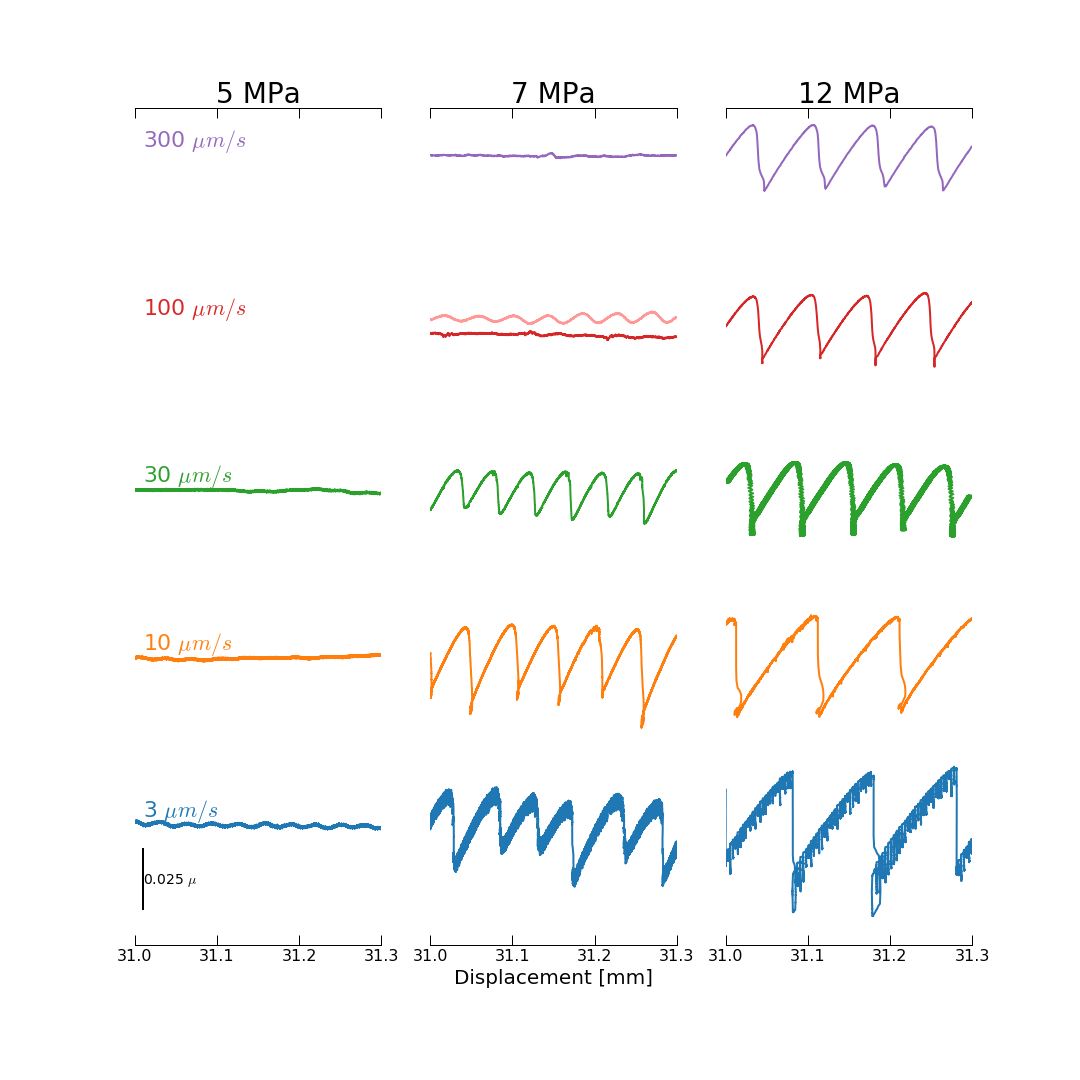 5 MPa 7 MPa 12 MPa
300 μm/s
100 μm/s
30 μm/s
10 μm/s
3 μm/s
0.025 μ
31.0 31.1 31.2 31.3 31.0 31.1 31.2 31.3 31.0 31.1 31.2 31.3
Displacement [mm]